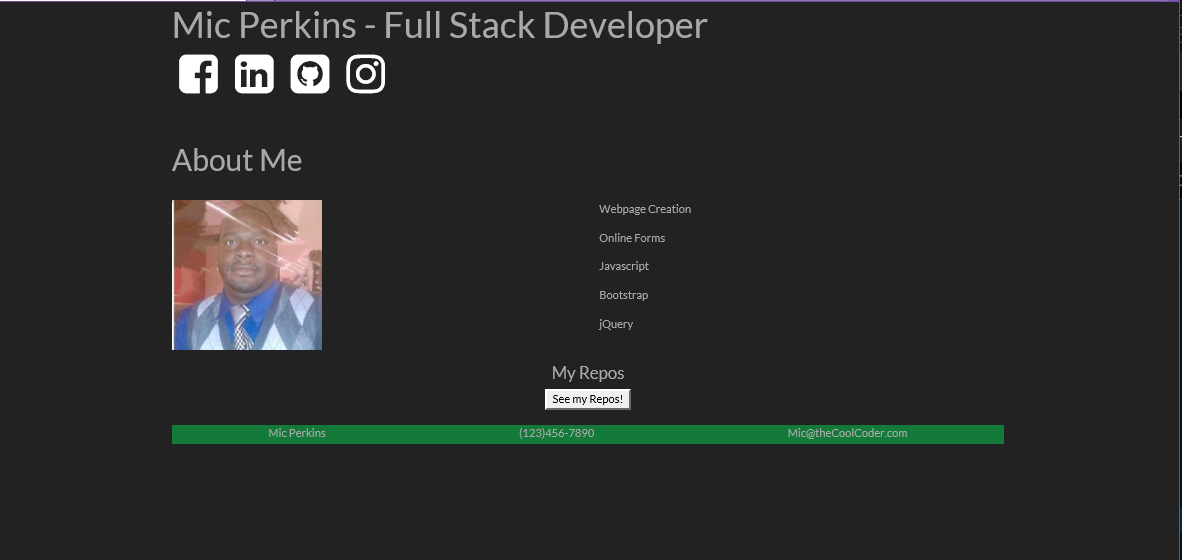 Mic Perkins - Full Stack Developer
About Me
Webpage Creation
Online Forms
Javascript
Bootstrap
jQuery
My Repos
See my Repos!
Mic Perkins (123)456-7890 Mic@theCoolCoder.com